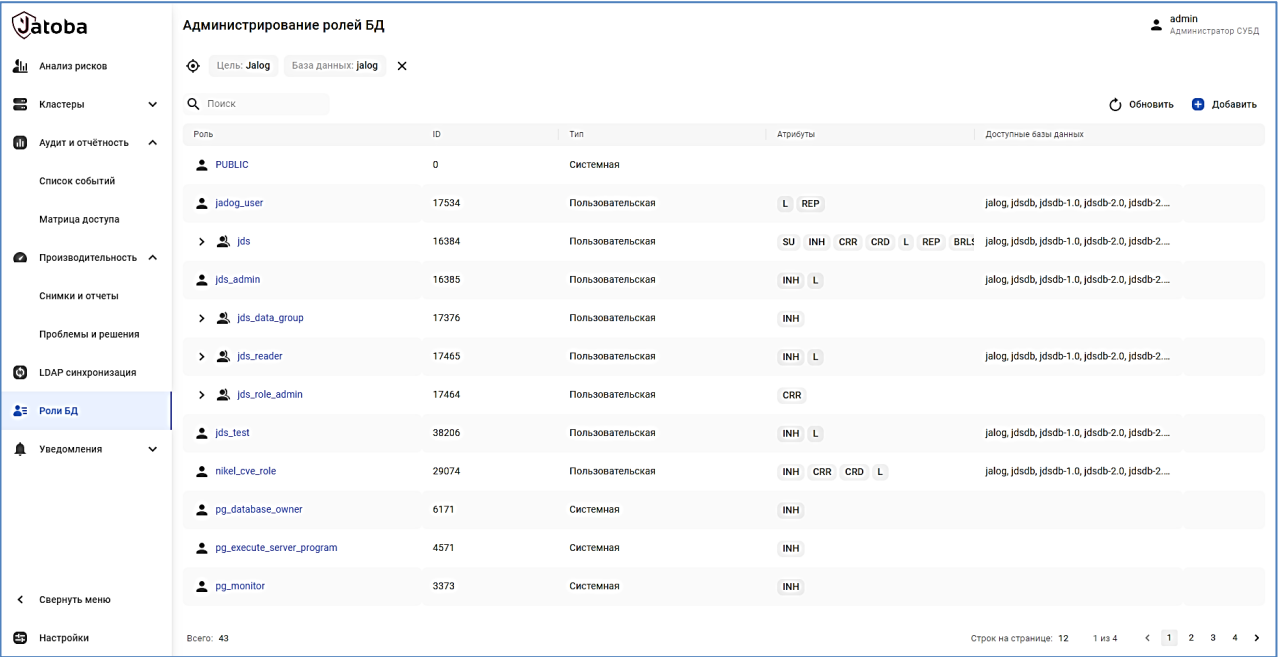 Jatoba
Администрирование ролей БД
admin
Администратор СУБД
Анализ рисков
Кластеры
Аудит и отчётность
Список событий
Матрица доступа
Производительность
Снимки и отчеты
Проблемы и решения
LDAP синхронизация
Роли БД
Уведомления
Свернуть меню
Настройки
Цель: Jalog База данных: jalog
Поиск
Обновить Добавить
Роль ID Тип Атрибуты Доступные базы данных
PUBLIC 0 Системная
jadog_user 17534 Пользовательская L REP jalog, jdsdb, jdsdb-1.0, jdsdb-2.0, jdsdb-2....
jds 16384 Пользовательская SU INH CRR CRD L REP BRLS jalog, jdsdb, jdsdb-1.0, jdsdb-2.0, jdsdb-2....
jds_admin 16385 Пользовательская INH L jalog, jdsdb, jdsdb-1.0, jdsdb-2.0, jdsdb-2....
jds_data_group 17376 Пользовательская INH
jds_reader 17465 Пользовательская INH L jalog, jdsdb, jdsdb-1.0, jdsdb-2.0, jdsdb-2....
jds_role_admin 17464 Пользовательская CRR
jds_test 38206 Пользовательская INH L jalog, jdsdb, jdsdb-1.0, jdsdb-2.0, jdsdb-2....
nikel_cve_role 29074 Пользовательская INH CRR CRD L jalog, jdsdb, jdsdb-1.0, jdsdb-2.0, jdsdb-2....
pg_database_owner 6171 Системная INH
pg_execute_server_program 4571 Системная INH
pg_monitor 3373 Системная INH
Всего: 43 Строк на странице: 12 1 из 4 1 2 3 4